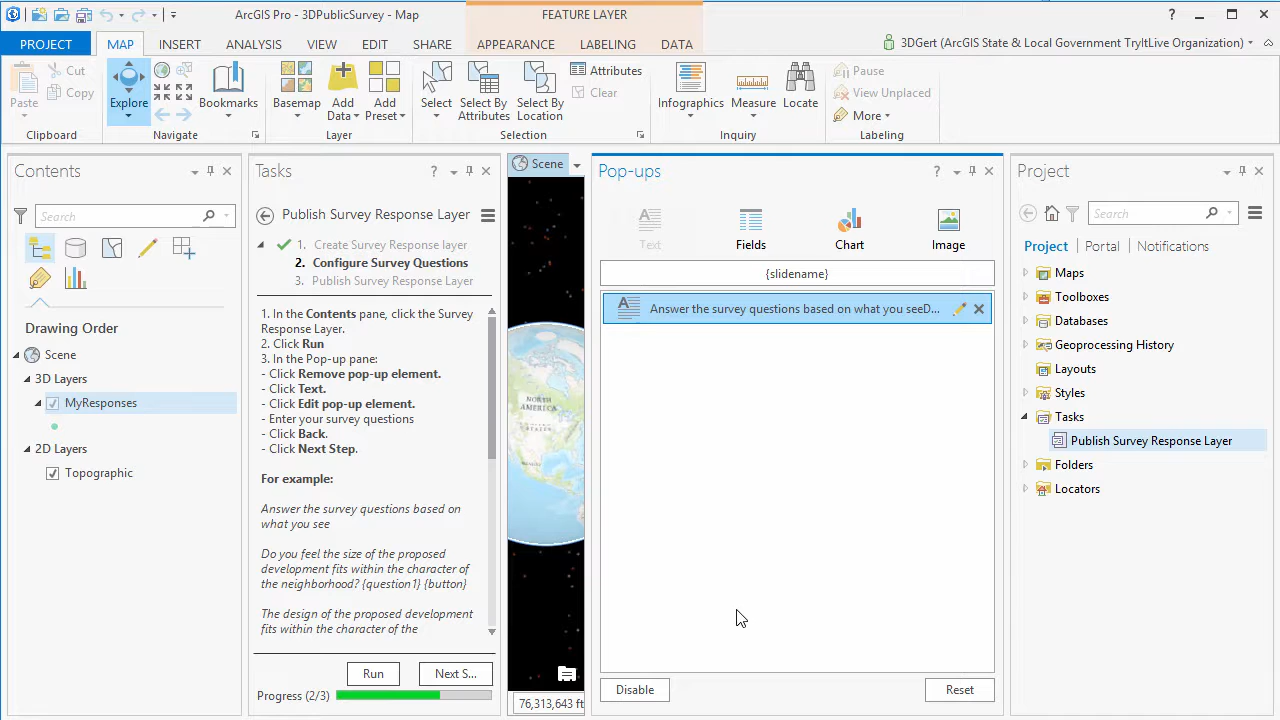 ArcGIS Pro - 3DPublicSurvey - Map
FEATURE LAYER
PROJECT
MAP
INSERT
ANALYSIS
VIEW
EDIT
SHARE
APPEARANCE
LABELING
DATA
3DGert (ArcGIS State & Local Government TryItLive Organization)
Paste
Cut
Copy
Clipboard
Explore
Bookmarks
Navigate
Basemap
Add Data
Add Preset
Layer
Select
Select By Attributes
Select By Location
Attributes
Clear
Selection
Infographics
Measure
Locate
Inquiry
Pause
View Unplaced
More
Labeling
Contents
Search
Drawing Order
Scene
3D Layers
MyResponses
2D Layers
Topographic
Tasks
Publish Survey Response Layer
1. Create Survey Response layer
2. Configure Survey Questions
3. Publish Survey Response Layer
1. In the Contents pane, click the Survey
Response Layer.
2. Click Run
3. In the Pop-up pane:
- Click Remove pop-up element.
- Click Text.
- Click Edit pop-up element.
- Enter your survey questions
- Click Back.
- Click Next Step.
For example:
Answer the survey questions based on
what you see
Do you feel the size of the proposed
development fits within the character of
the neighborhood? {question1} {button}
The design of the proposed development
fits within the character of the
Run
Next S...
Progress (2/3)
Scene
NORTH
AMERICA
76,313,643 ft
Pop-ups
Text
Fields
Chart
Image
{slidename}
Answer the survey questions based on what you seeD...
Disable
Reset
Project
Search
Project
Portal
Notifications
Maps
Toolboxes
Databases
Geoprocessing History
Layouts
Styles
Tasks
Publish Survey Response Layer
Folders
Locators